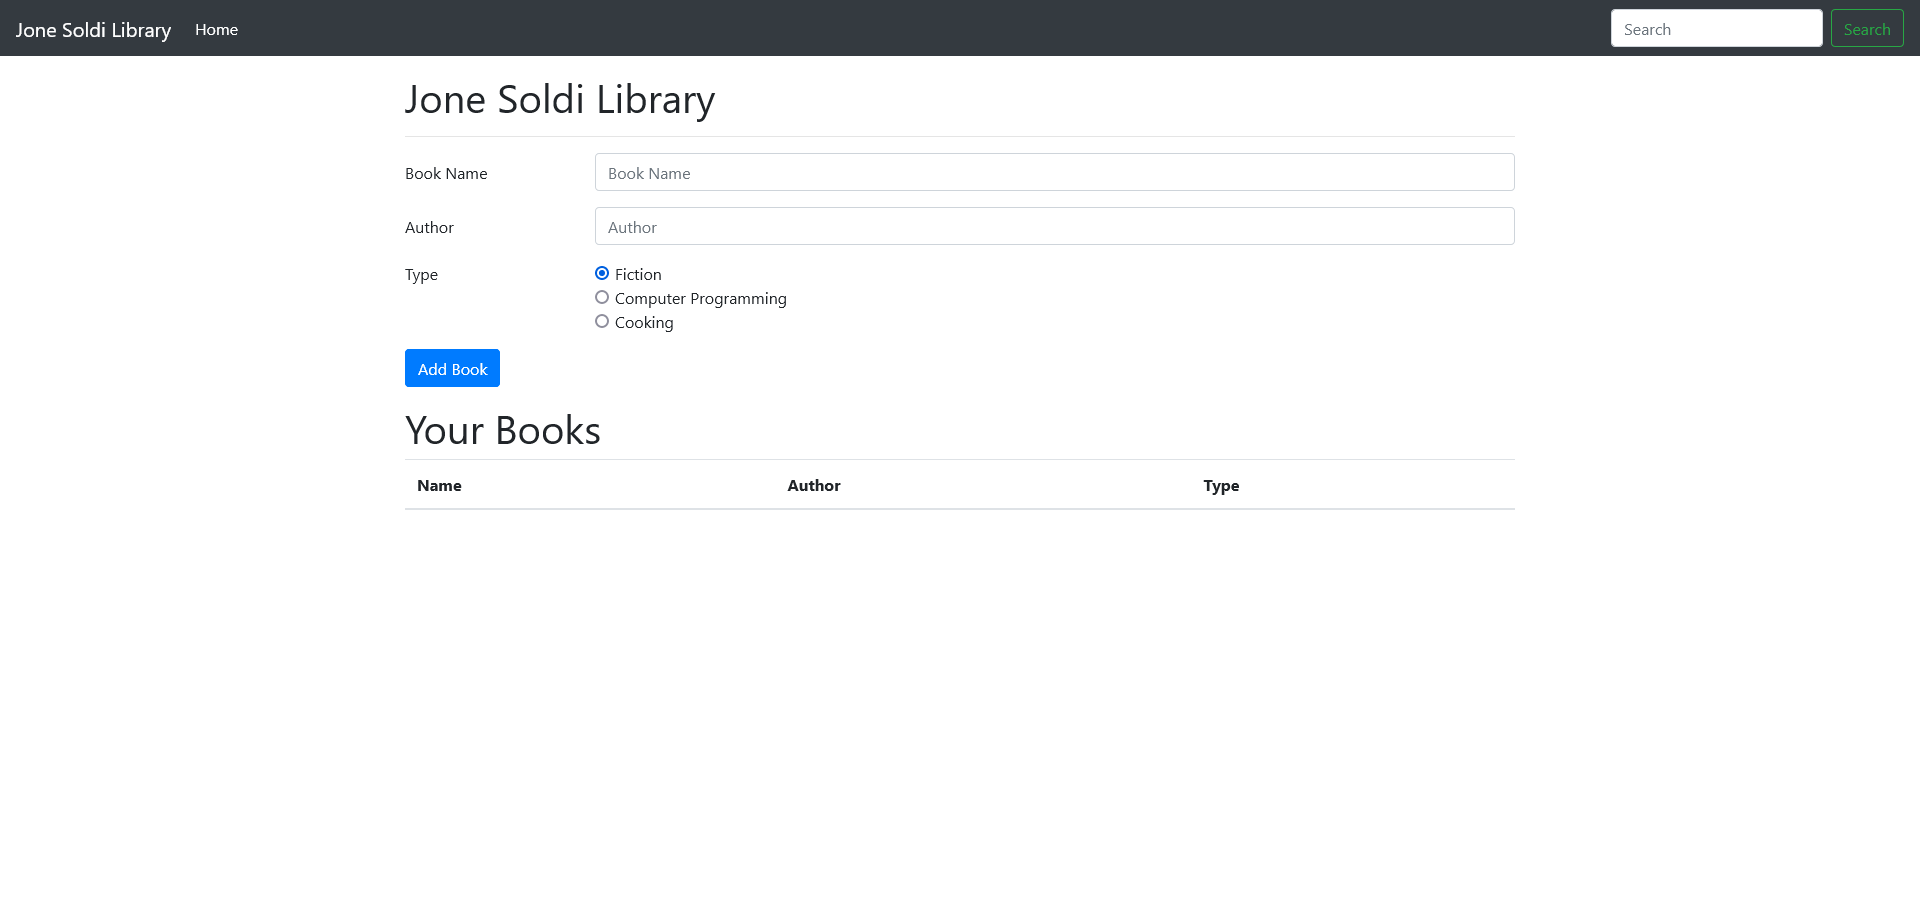 Jone Soldi Library Home Search Search
Jone Soldi Library
Book Name Book Name
Author Author
Type Fiction
Computer Programming
Cooking
Add Book
Your Books
Name Author Type